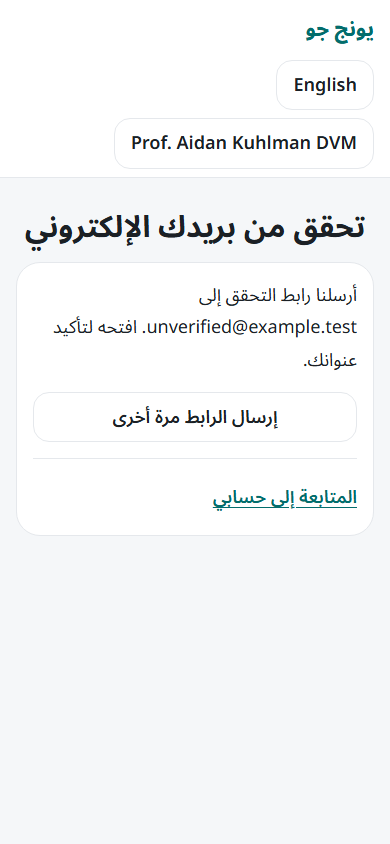 يونج جو
English
Prof. Aidan Kuhlman DVM
تحقق من بريدك الإلكتروني
أرسلنا رابط التحقق إلى
unverified@example.test. افتحه لتأكيد
عنوانك.
إرسال الرابط مرة أخرى
المتابعة إلى حسابي